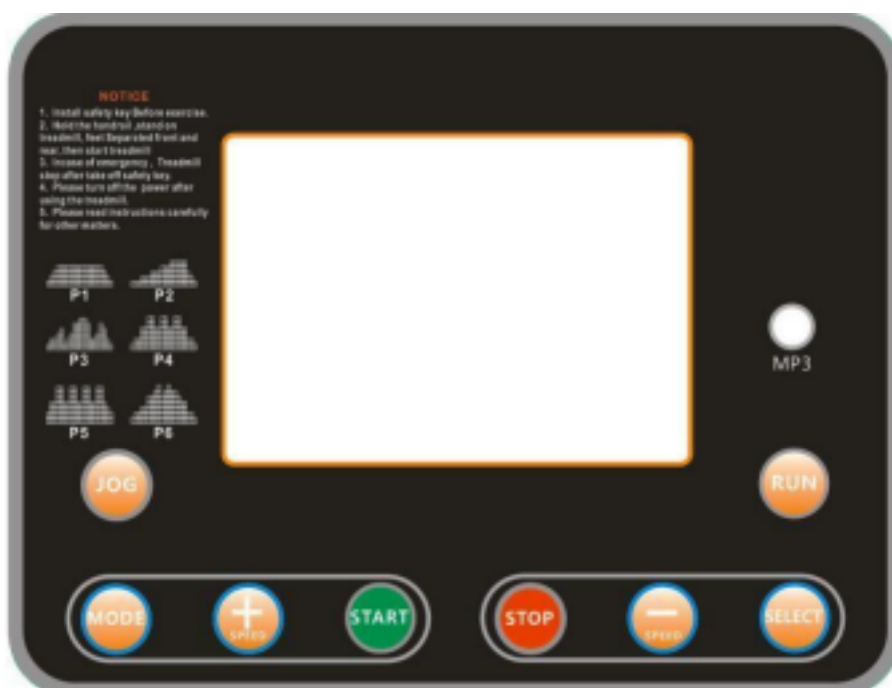 NOTICE
1. Install safety key Before exercise.
2. Hold the handrail ,stand on
treadmill, feet Separated front and
rear, then start treadmill
3. Incase of emergency , Treadmill
stop after take off safety key.
4. Please turn off the power after
using the treadmill.
5. Please read instructions carefully
for other matters.
P1 P2
P3 P4
P5 P6
MP3
JOG
RUN
MODE
+
SPEED
START
STOP
−
SPEED
SELECT